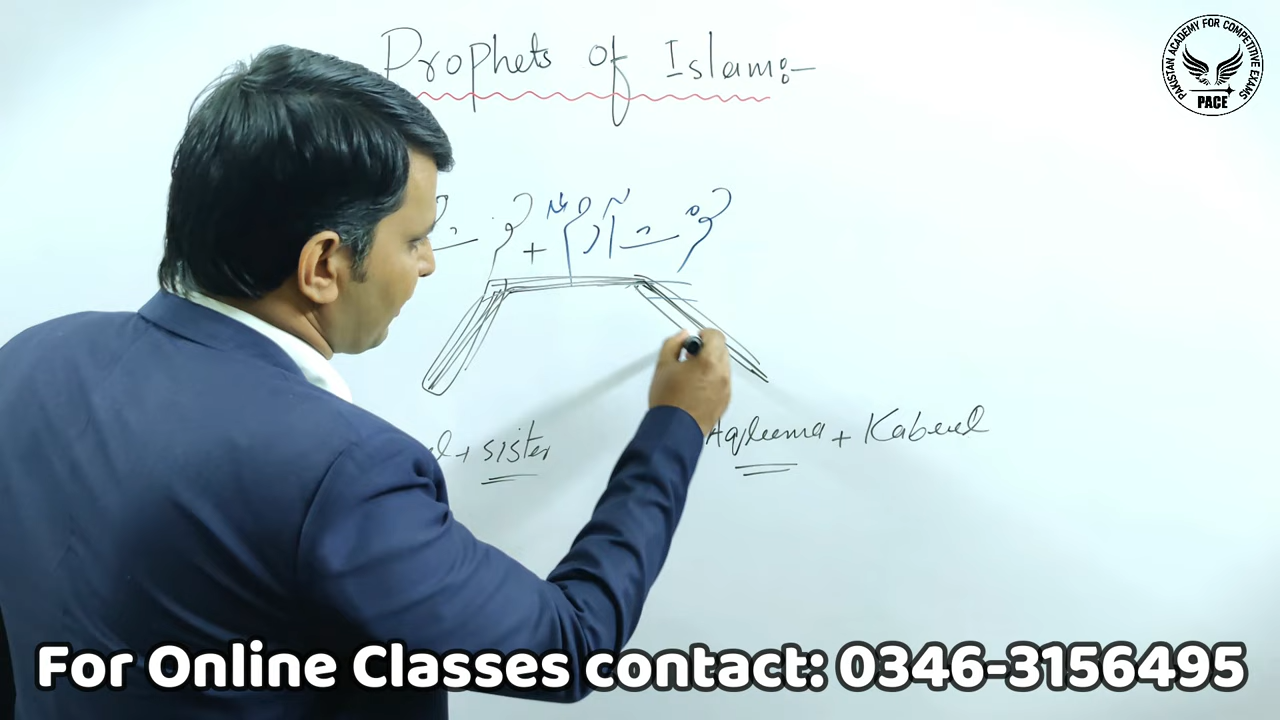 Prophets of Islam:-
PAKISTAN ACADEMY FOR COMPETITIVE EXAMS
PACE
+ حضرت آدمؑ
+ sister Aqleema + Kabeel
For Online Classes contact: 0346-3156495